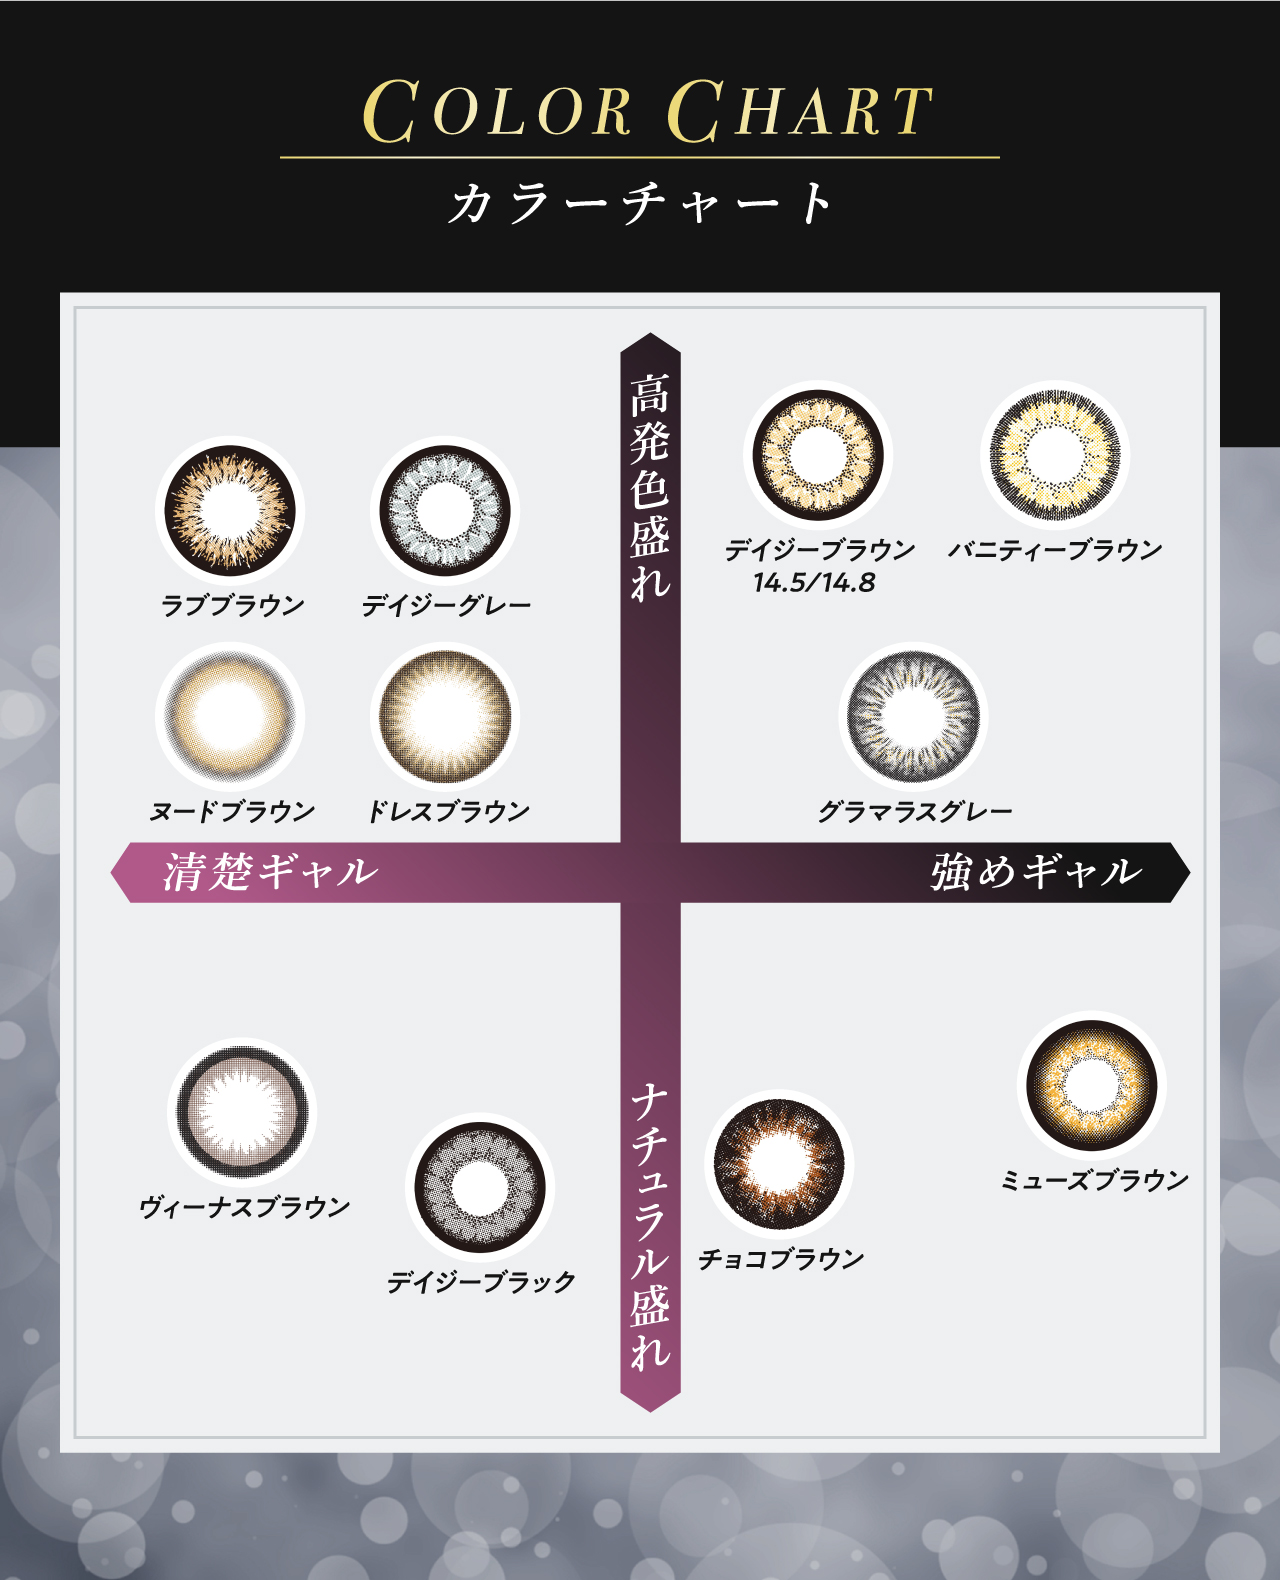 COLOR CHART
カラーチャート
高発色盛れ
ラブブラウン
デイジーグレー
デイジーブラウン
14.5/14.8
バニティーブラウン
ヌードブラウン
ドレスブラウン
グラマラスグレー
清楚ギャル
強めギャル
ヴィーナスブラウン
デイジーブラック
チョコブラウン
ミューズブラウン
ナチュラル盛れ